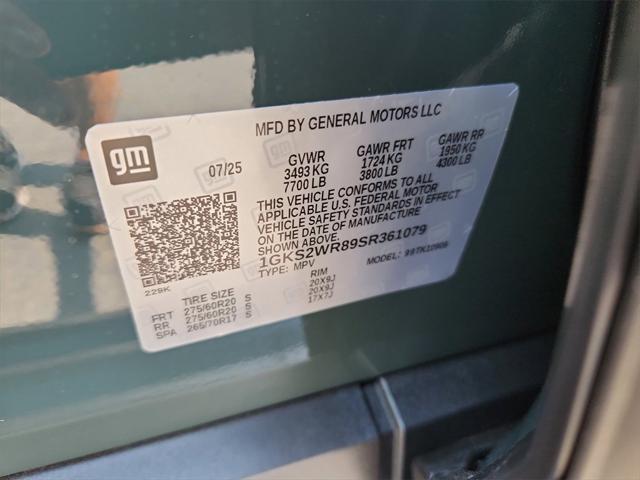 MFD BY GENERAL MOTORS LLC
gm
07/25
GVWR
3493 KG
7700 LB
GAWR FRT
1724 KG
3800 LB
GAWR RR
1950 KG
4300 LB
THIS VEHICLE CONFORMS TO ALL
APPLICABLE U.S. FEDERAL MOTOR
VEHICLE SAFETY STANDARDS IN EFFECT
ON THE DATE OF MANUFACTURE
SHOWN ABOVE.
1GKS2WR89SR361079
TYPE: MPV
MODEL:
229K
TIRE SIZE RIM
FRT 275/60R20 S 20X9J
RR 275/60R20 S 20X9J
SPA 265/70R17 S 17X7J